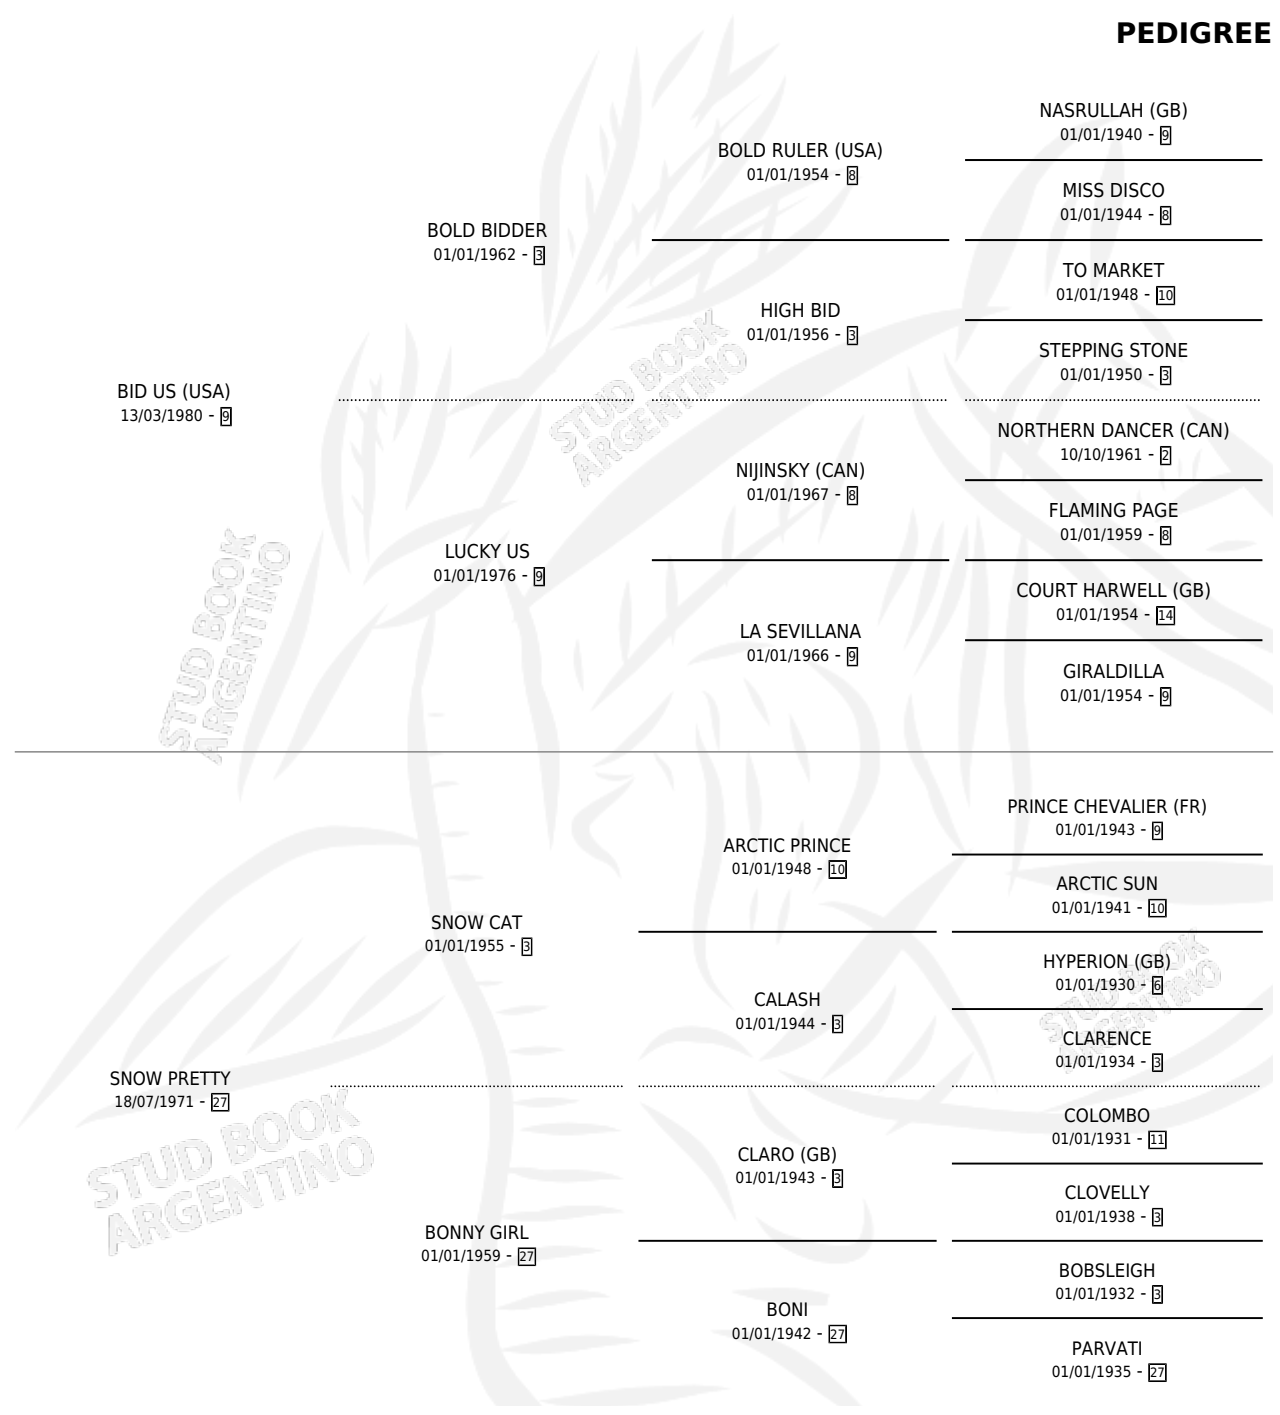 PEDIGREE
NASRULLAH (GB)
01/01/1940 - 9
BOLD RULER (USA)
01/01/1954 - 8
MISS DISCO
01/01/1944 - 8
BOLD BIDDER
01/01/1962 - 3
TO MARKET
01/01/1948 - 10
HIGH BID
01/01/1956 - 3
STEPPING STONE
01/01/1950 - 3
BID US (USA)
13/03/1980 - 9
NORTHERN DANCER (CAN)
10/10/1961 - 2
NIJINSKY (CAN)
01/01/1967 - 8
FLAMING PAGE
01/01/1959 - 8
LUCKY US
01/01/1976 - 9
COURT HARWELL (GB)
01/01/1954 - 14
LA SEVILLANA
01/01/1966 - 9
GIRALDILLA
01/01/1954 - 9
PRINCE CHEVALIER (FR)
01/01/1943 - 9
ARCTIC PRINCE
01/01/1948 - 10
ARCTIC SUN
01/01/1941 - 10
SNOW CAT
01/01/1955 - 3
HYPERION (GB)
01/01/1930 - 6
CALASH
01/01/1944 - 3
CLARENCE
01/01/1934 - 3
SNOW PRETTY
18/07/1971 - 27
COLOMBO
01/01/1931 - 11
CLARO (GB)
01/01/1943 - 3
CLOVELLY
01/01/1938 - 3
BONNY GIRL
01/01/1959 - 27
BOBSLEIGH
01/01/1932 - 3
BONI
01/01/1942 - 27
PARVATI
01/01/1935 - 27
STUD BOOK
ARGENTINO
STUD BOOK
ARGENTINO
STUD BOOK
ARGENTINO
STUD BOOK
ARGENTINO